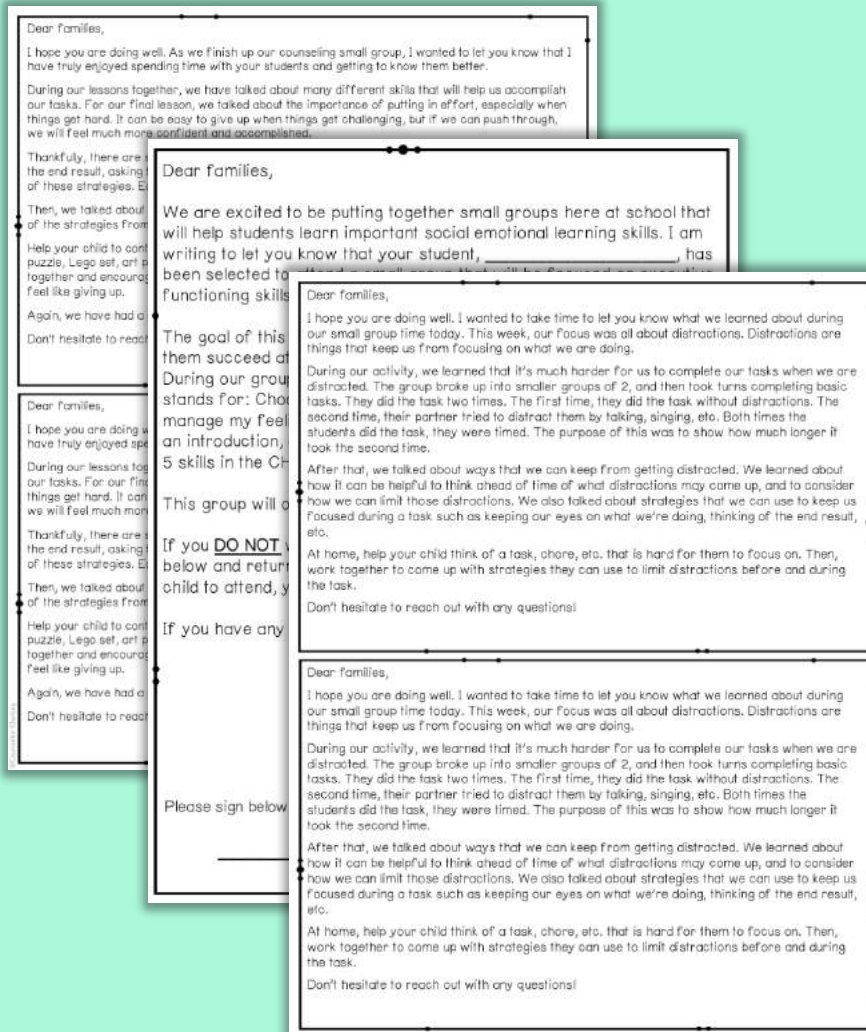 Dear families,
I hope you are doing well. As we finish up our counseling small group, I wanted to let you know that I
have truly enjoyed spending time with your students and getting to know them better.
During our lessons together, we have talked about many different skills that will help us accomplish
our tasks. For our final lesson, we talked about the importance of putting in effort, especially when
things get hard. It can be easy to give up when things get challenging, but if we can push through,
we will feel much more confident and accomplished.
Thankfully, there are
the end result, asking
of these strategies.
Then, we talked about
of the strategies from
Help your child to
puzzle, Lego set, art
together and
feel like giving up.
Again, we have had a
Don't hesitate to
Dear families,
I hope you are doing
have truly enjoyed
During our lessons
our tasks. For our
things get hard. It can
we will feel much
Thankfully, there are
the end result, asking
of these strategies.
Then, we talked about
of the strategies from
Help your child to
puzzle, Lego set, art
together and
feel like giving up.
Again, we have had a
Don't hesitate to
Dear families,
We are excited to be putting together small groups here at school that
will help students learn important social emotional learning skills. I am
writing to let you know that your student, ____________________, has
been selected to attend a small group that will be focused on executive
functioning skills
The goal of this
them succeed at
During our
stands for:
manage my
an introduction,
5 skills in the
This group will
If you DO NOT
below and
child to attend,
If you have any
Please sign below
Dear families,
I hope you are doing well. I wanted to take time to let you know what we learned about during
our small group time today. This week, our focus was all about distractions. Distractions are
things that keep us from focusing on what we are doing.
During our activity, we learned that it's much harder for us to complete our tasks when we are
distracted. The group broke up into smaller groups of 2, and then took turns completing basic
tasks. They did the task two times. The first time, they did the task without distractions. The
second time, their partner tried to distract them by talking, singing, etc. Both times the
students did the task, they were timed. The purpose of this was to show how much longer it
took the second time.
After that, we talked about ways that we can keep from getting distracted. We learned about
how it can be helpful to think ahead of time of what distractions may come up, and to consider
how we can limit those distractions. We also talked about strategies that we can use to keep us
focused during a task such as keeping our eyes on what we're doing, thinking of the end result,
etc.
At home, help your child think of a task, chore, etc. that is hard for them to focus on. Then,
work together to come up with strategies they can use to limit distractions before and during
the task.
Don't hesitate to reach out with any questions!
Dear families,
I hope you are doing well. I wanted to take time to let you know what we learned about during
our small group time today. This week, our focus was all about distractions. Distractions are
things that keep us from focusing on what we are doing.
During our activity, we learned that it's much harder for us to complete our tasks when we are
distracted. The group broke up into smaller groups of 2, and then took turns completing basic
tasks. They did the task two times. The first time, they did the task without distractions. The
second time, their partner tried to distract them by talking, singing, etc. Both times the
students did the task, they were timed. The purpose of this was to show how much longer it
took the second time.
After that, we talked about ways that we can keep from getting distracted. We learned about
how it can be helpful to think ahead of time of what distractions may come up, and to consider
how we can limit those distractions. We also talked about strategies that we can use to keep us
focused during a task such as keeping our eyes on what we're doing, thinking of the end result,
etc.
At home, help your child think of a task, chore, etc. that is hard for them to focus on. Then,
work together to come up with strategies they can use to limit distractions before and during
the task.
Don't hesitate to reach out with any questions!